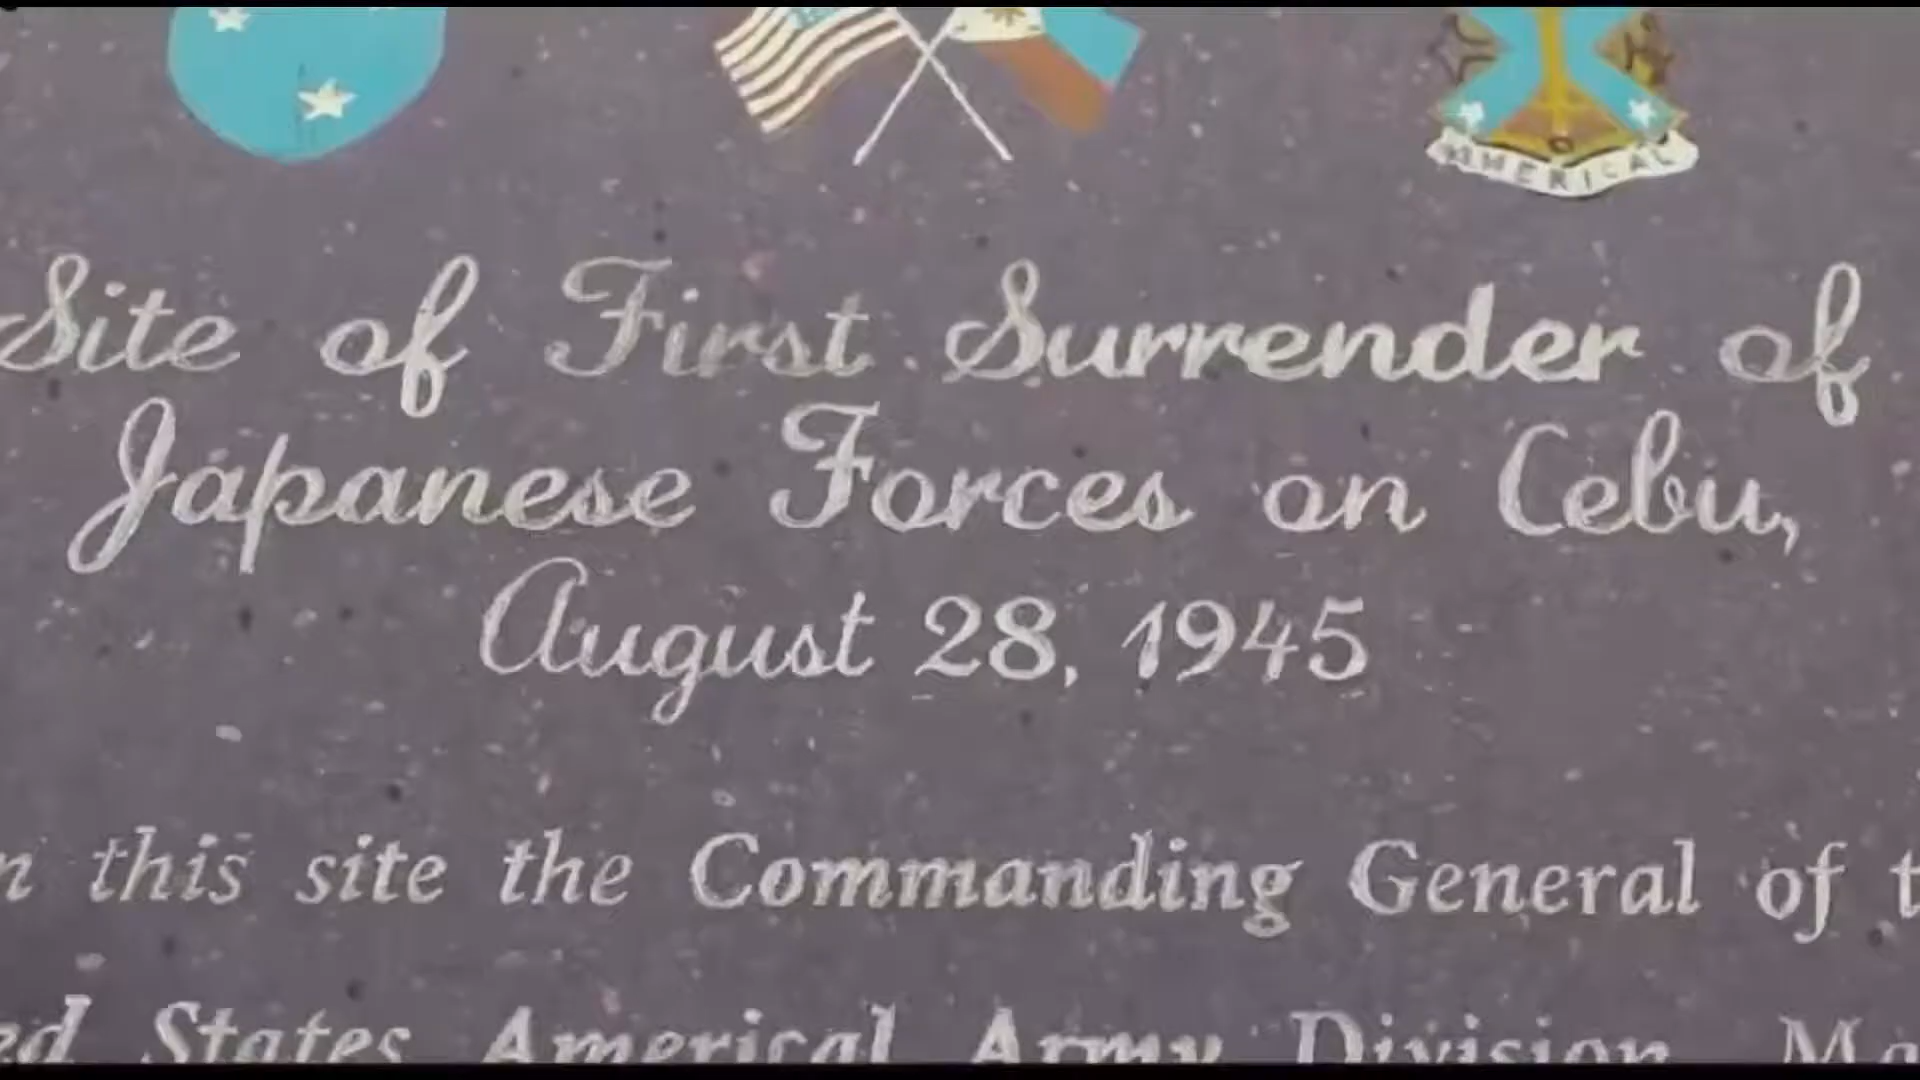 AMERICAL
Site of First Surrender of
Japanese Forces on Cebu,
August 28, 1945
this site the Commanding General of
States Americal Army Division,